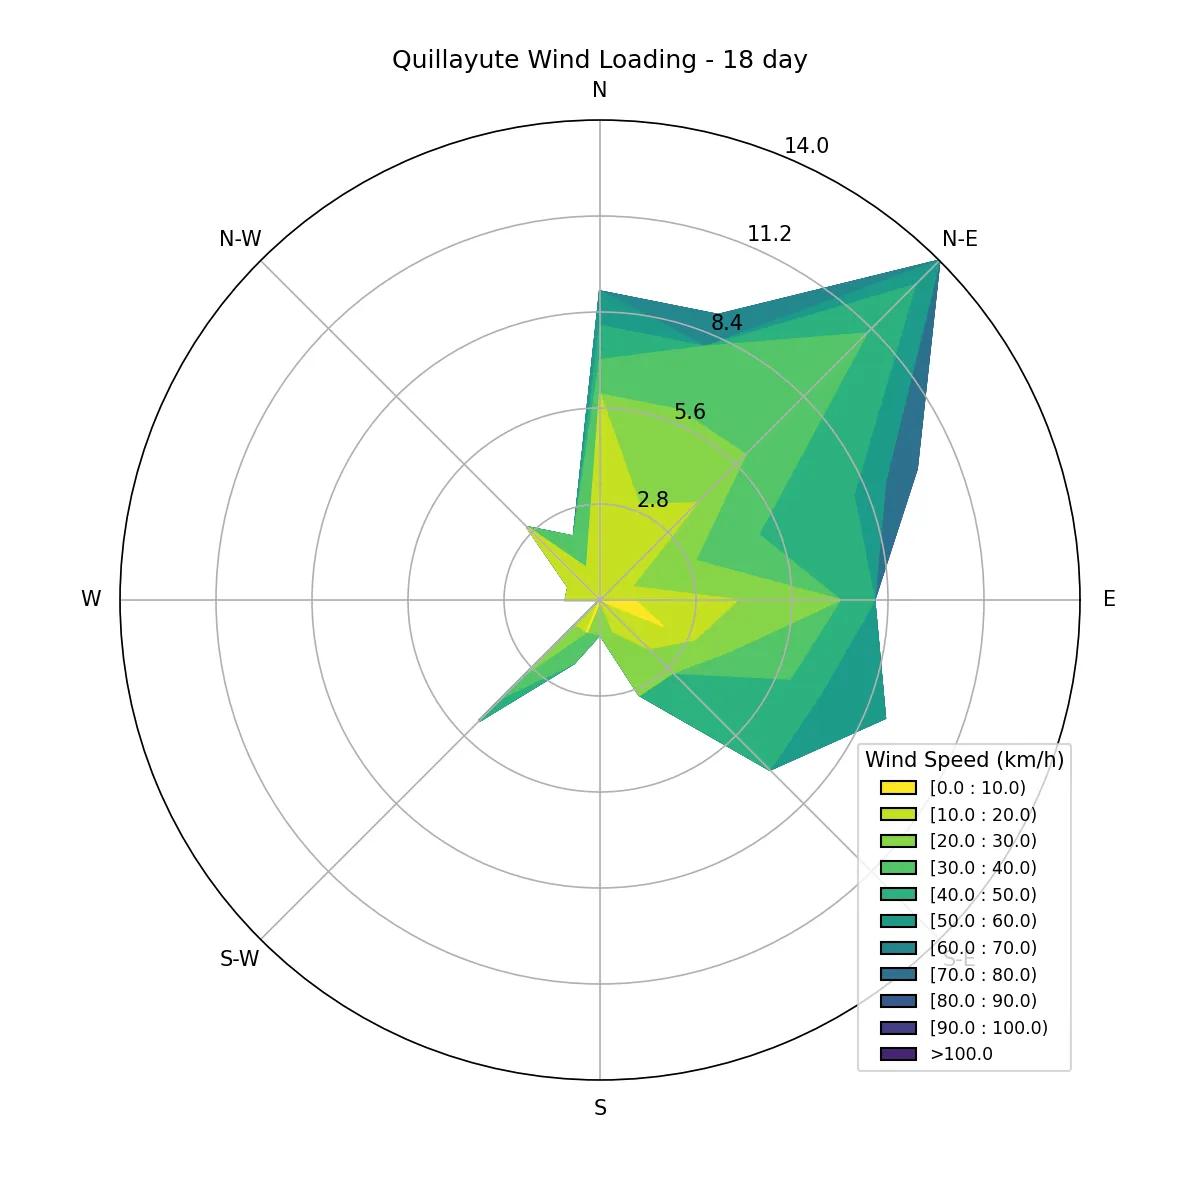 Quillayute Wind Loading - 18 day
N
14.0
11.2
N-W
N-E
8.4
5.6
2.8
W
E
S-W
S-E
S
Wind Speed (km/h)
[0.0 : 10.0)
[10.0 : 20.0)
[20.0 : 30.0)
[30.0 : 40.0)
[40.0 : 50.0)
[50.0 : 60.0)
[60.0 : 70.0)
[70.0 : 80.0)
[80.0 : 90.0)
[90.0 : 100.0)
>100.0